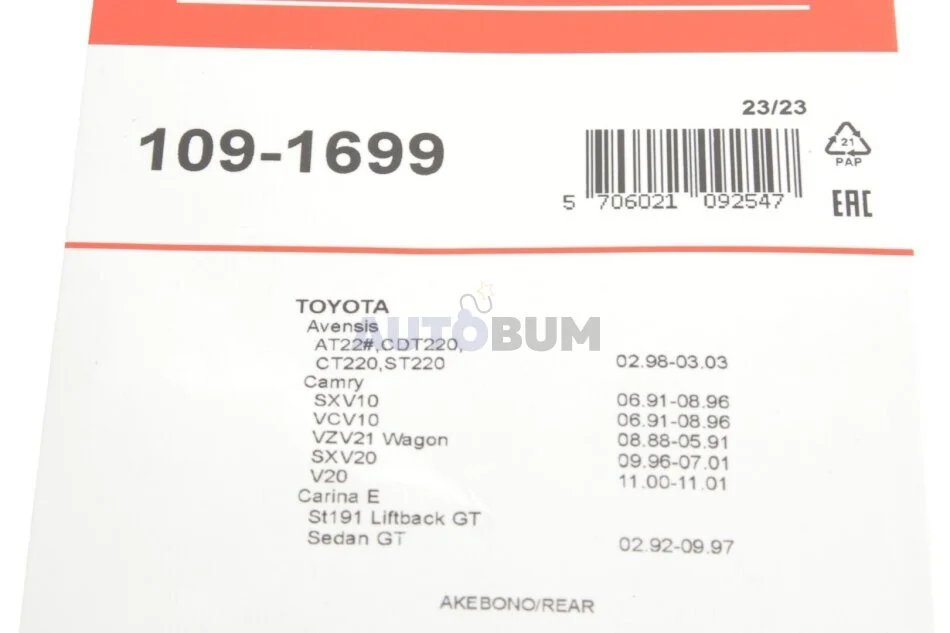 23/23
109-1699
21
PAP
5 706021 092547
EAC
TOYOTA
Avensis
AUTOBUM
AT22#,CDT220,
CT220,ST220 02.98-03.03
Camry
SXV10 06.91-08.96
VCV10 06.91-08.96
VZV21 Wagon 08.88-05.91
SXV20 09.96-07.01
V20 11.00-11.01
Carina E
St191 Liftback GT
Sedan GT 02.92-09.97
AKEBONO/REAR